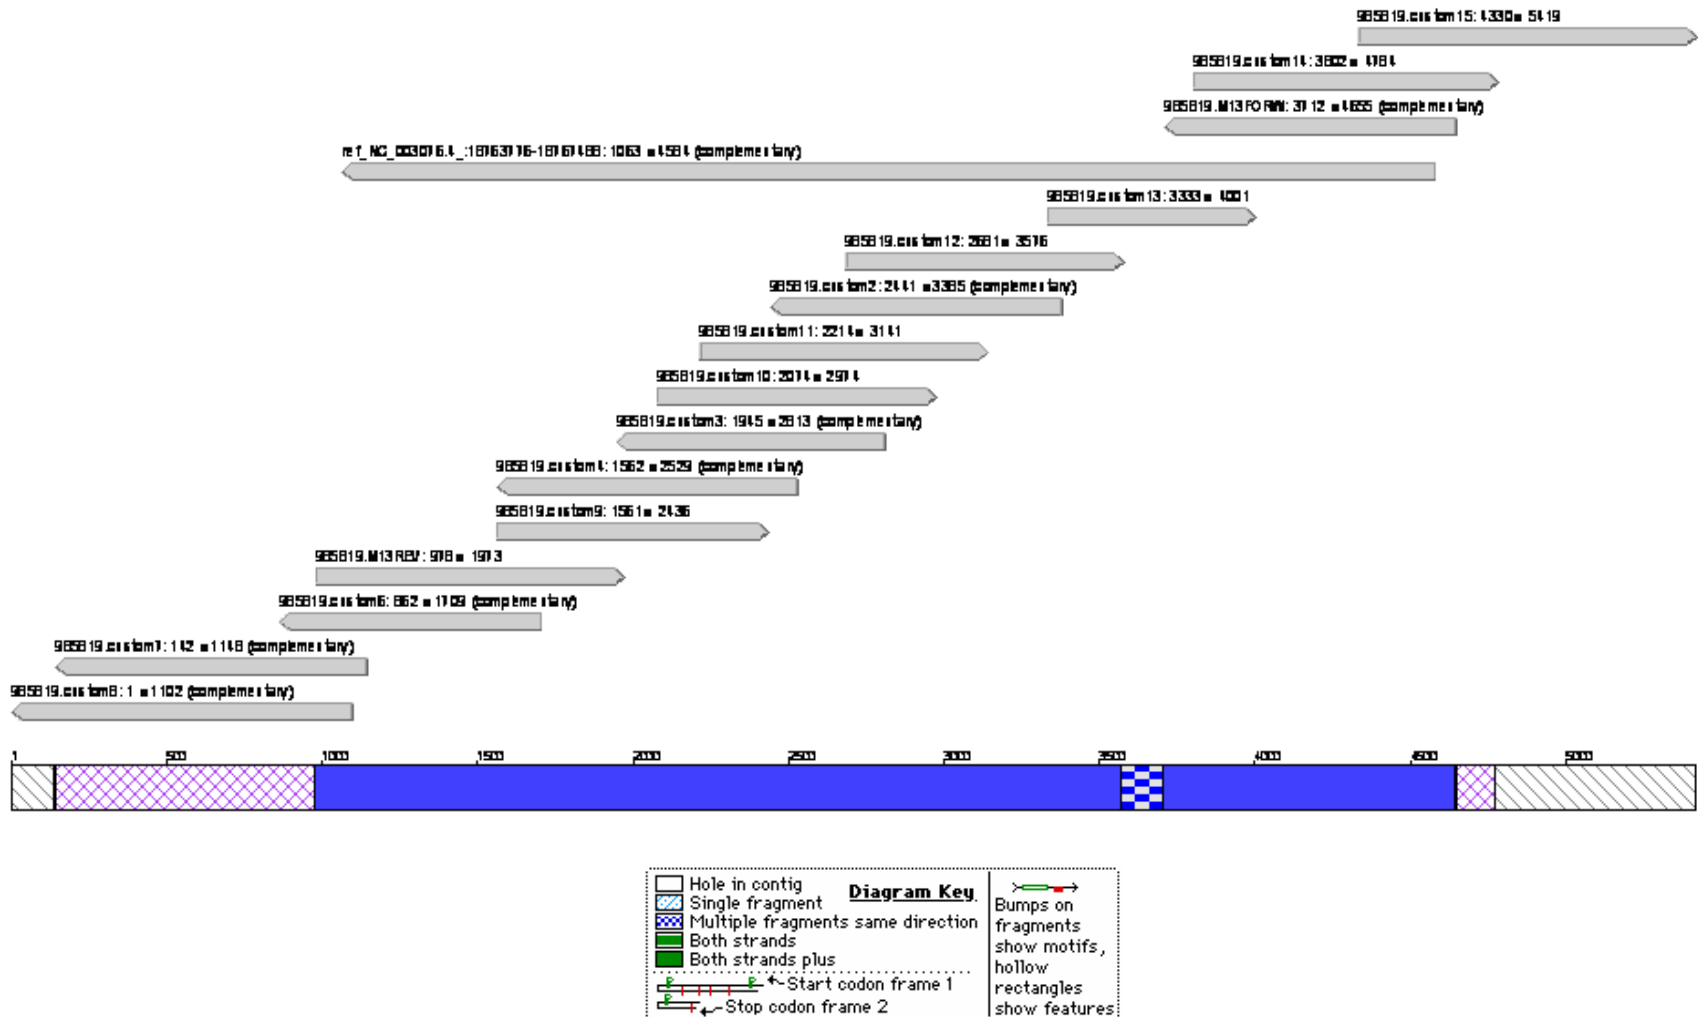 985819.custom15: 4330 5419
985819.custom14: 3802 4784
985819.M13FORW: 3712 4655 (complementary)
ref_NC_003076.4_:18763776-18767488: 1063 4584 (complementary)
985819.custom13: 3333 4001
985819.custom12: 2681 3576
985819.custom2: 2441 3385 (complementary)
985819.custom11: 2214 3141
985819.custom10: 2074 2974
985819.custom3: 1945 2813 (complementary)
985819.custom4: 1562 2529 (complementary)
985819.custom9: 1561 2436
985819.M13REV: 978 1973
985819.custom6: 862 1709 (complementary)
985819.custom7: 142 1148 (complementary)
985819.custom8: 1 1102 (complementary)
1 500 1000 1500 2000 2500 3000 3500 4000 4500 5000
Diagram Key
Hole in contig
Single fragment
Multiple fragments same direction
Both strands
Both strands plus
Start codon frame 1
Stop codon frame 2
Bumps on
fragments
show motifs,
hollow
rectangles
show features